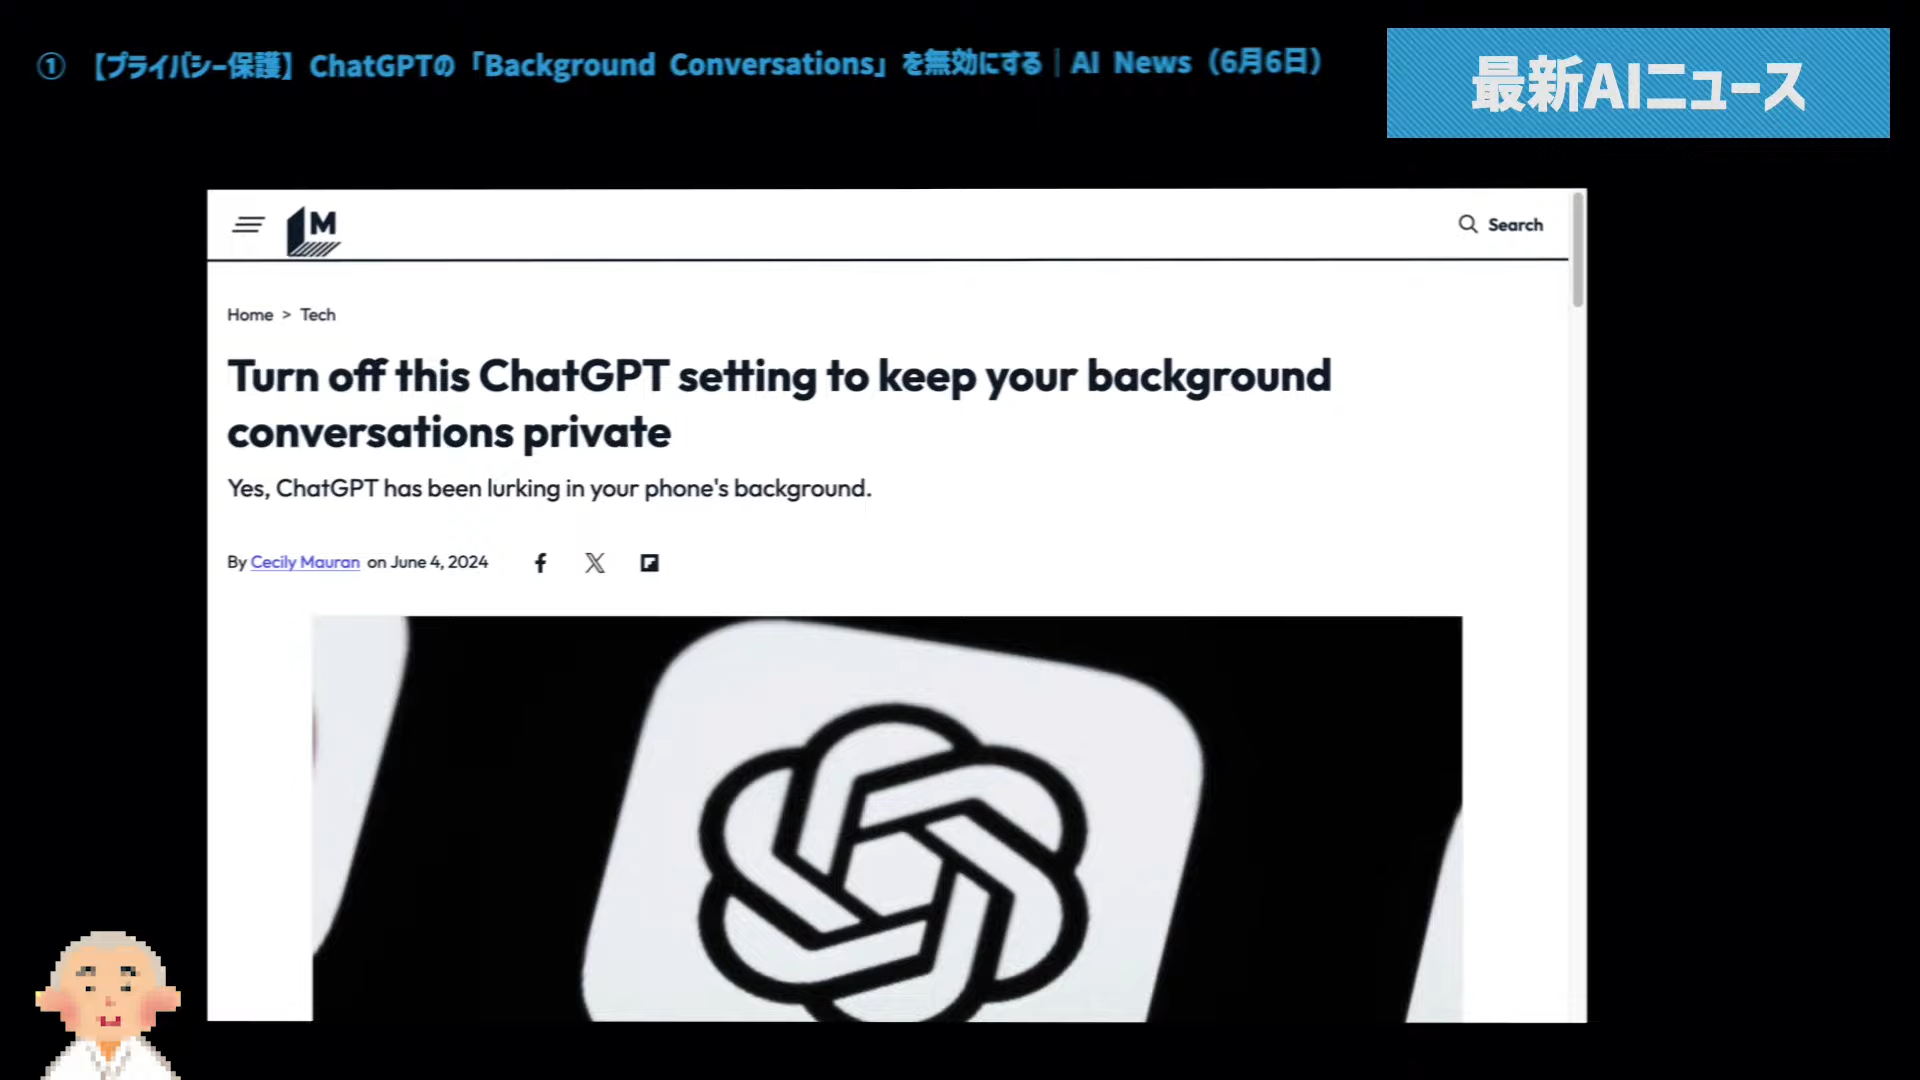 ① 【プライバシー保護】ChatGPTの「Background Conversations」を無効にする｜AI News（6月6日）
最新AIニュース
M
Search
Home > Tech
Turn off this ChatGPT setting to keep your background
conversations private
Yes, ChatGPT has been lurking in your phone's background.
By Cecily Mauran on June 4, 2024